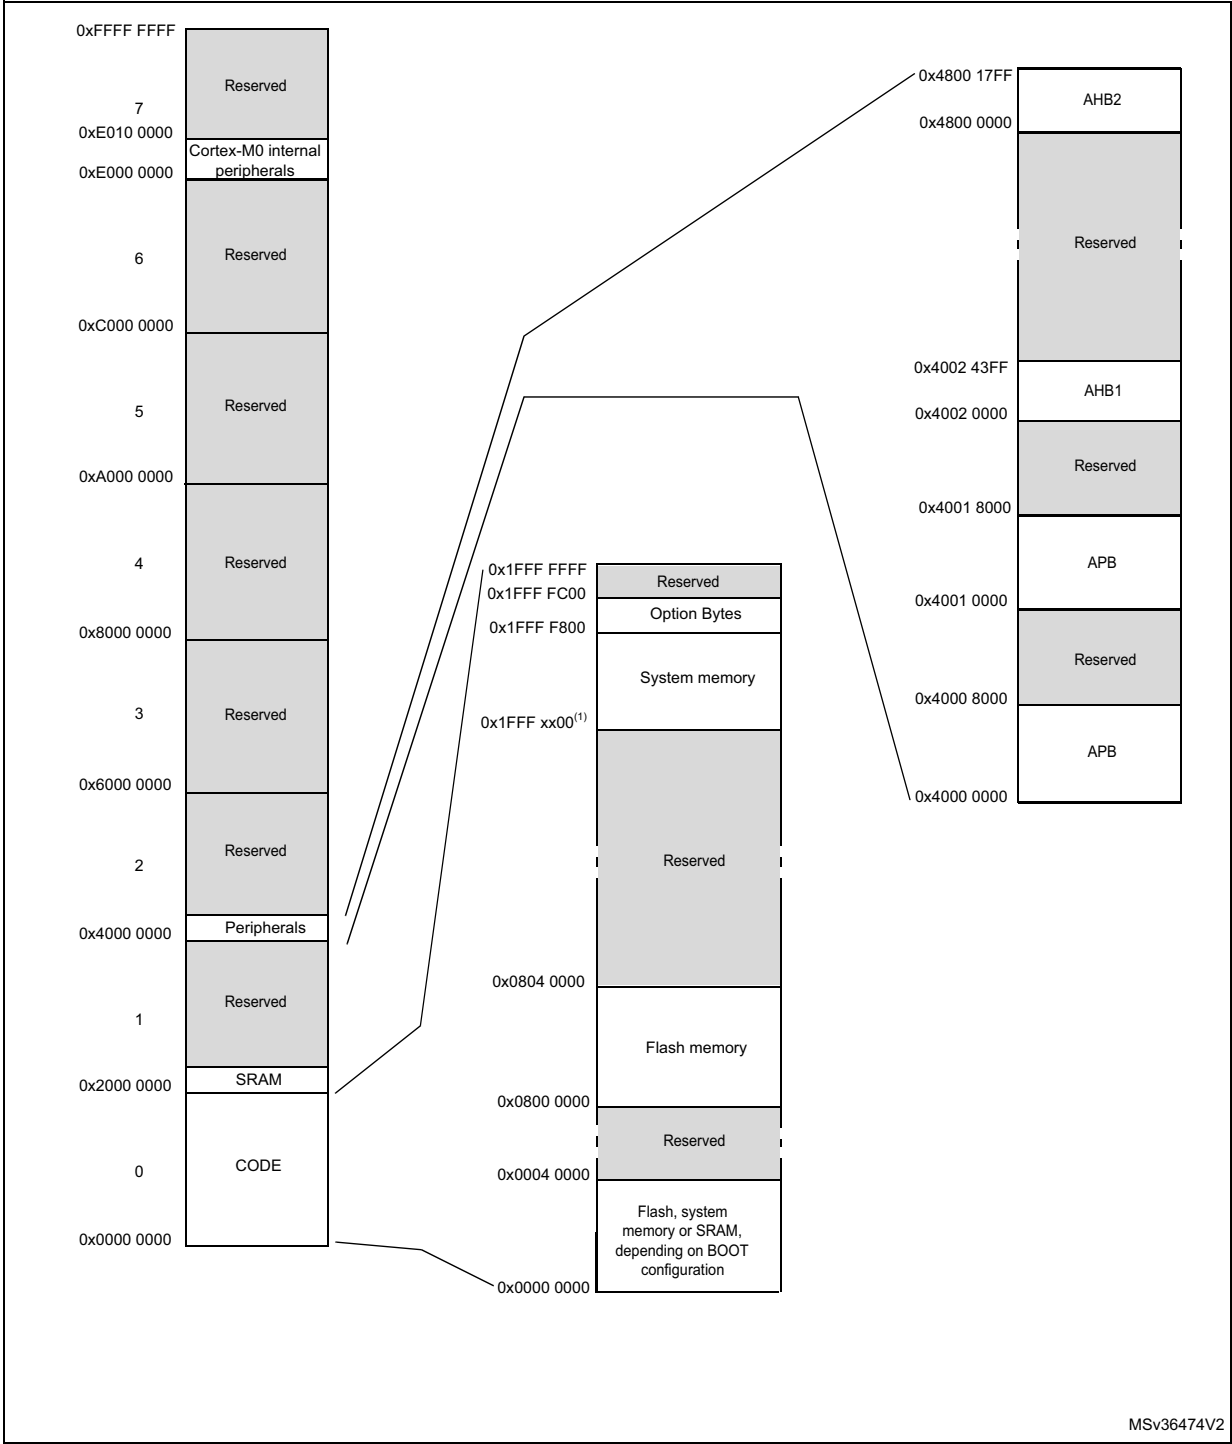 0xFFFF FFFF
Reserved
7
0xE010 0000
Cortex-M0 internal
peripherals
0xE000 0000
Reserved
6
0xC000 0000
Reserved
5
0xA000 0000
Reserved
4
0x8000 0000
Reserved
3
0x6000 0000
Reserved
2
Peripherals
0x4000 0000
Reserved
1
SRAM
0x2000 0000
CODE
0
0x0000 0000
0x1FFF FFFF
Reserved
0x1FFF FC00
Option Bytes
0x1FFF F800
System memory
0x1FFF xx00(1)
Reserved
0x0804 0000
Flash memory
0x0800 0000
Reserved
0x0004 0000
Flash, system
memory or SRAM,
depending on BOOT
configuration
0x0000 0000
0x4800 17FF
AHB2
0x4800 0000
Reserved
0x4002 43FF
AHB1
0x4002 0000
Reserved
0x4001 8000
APB
0x4001 0000
Reserved
0x4000 8000
APB
0x4000 0000
MSv36474V2